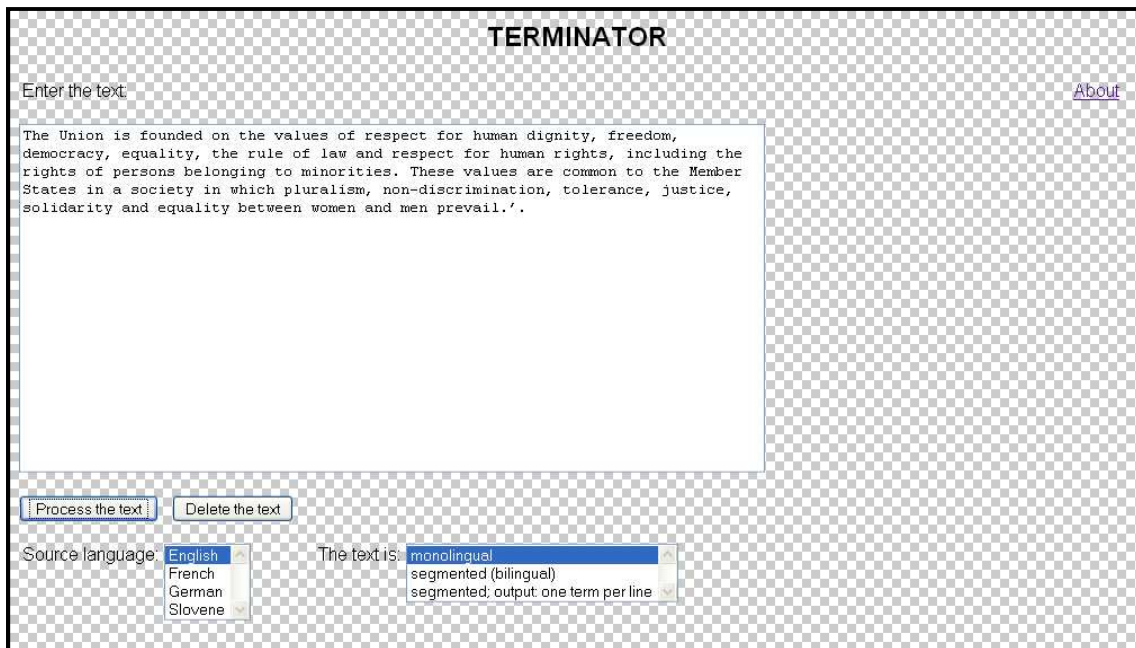 TERMINATOR
Enter the text:
About
The Union is founded on the values of respect for human dignity, freedom,
democracy, equality, the rule of law and respect for human rights, including the
rights of persons belonging to minorities. These values are common to the Member
States in a society in which pluralism, non-discrimination, tolerance, justice,
solidarity and equality between women and men prevail.’.
Process the text Delete the text
Source language: English The text is: monolingual
French segmented (bilingual)
German segmented; output: one term per line
Slovene